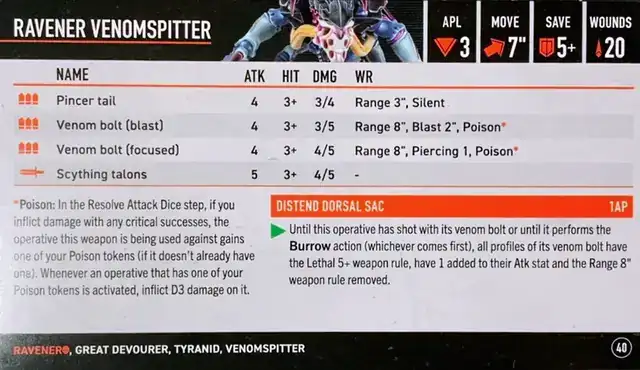 RAVENER VENOMSPITTER
APL MOVE SAVE WOUNDS
3 7" 5+ 20
NAME ATK HIT DMG WR
Pincer tail 4 3+ 3/4 Range 3", Silent
Venom bolt (blast) 4 3+ 3/5 Range 8", Blast 2", Poison*
Venom bolt (focused) 4 3+ 4/5 Range 8", Piercing 1, Poison*
Scything talons 5 3+ 4/5 -
*Poison: In the Resolve Attack Dice step, if you
inflict damage with any critical successes, the
operative this weapon is being used against gains
one of your Poison tokens (if it doesn't already have
one). Whenever an operative that has one of your
Poison tokens is activated, inflict D3 damage on it.
DISTEND DORSAL SAC 1AP
Until this operative has shot with its venom bolt or until it performs the
Burrow action (whichever comes first), all profiles of its venom bolt have
the Lethal 5+ weapon rule, have 1 added to their Atk stat and the Range 8"
weapon rule removed.
RAVENER, GREAT DEVOURER, TYRANID, VENOMSPITTER
40